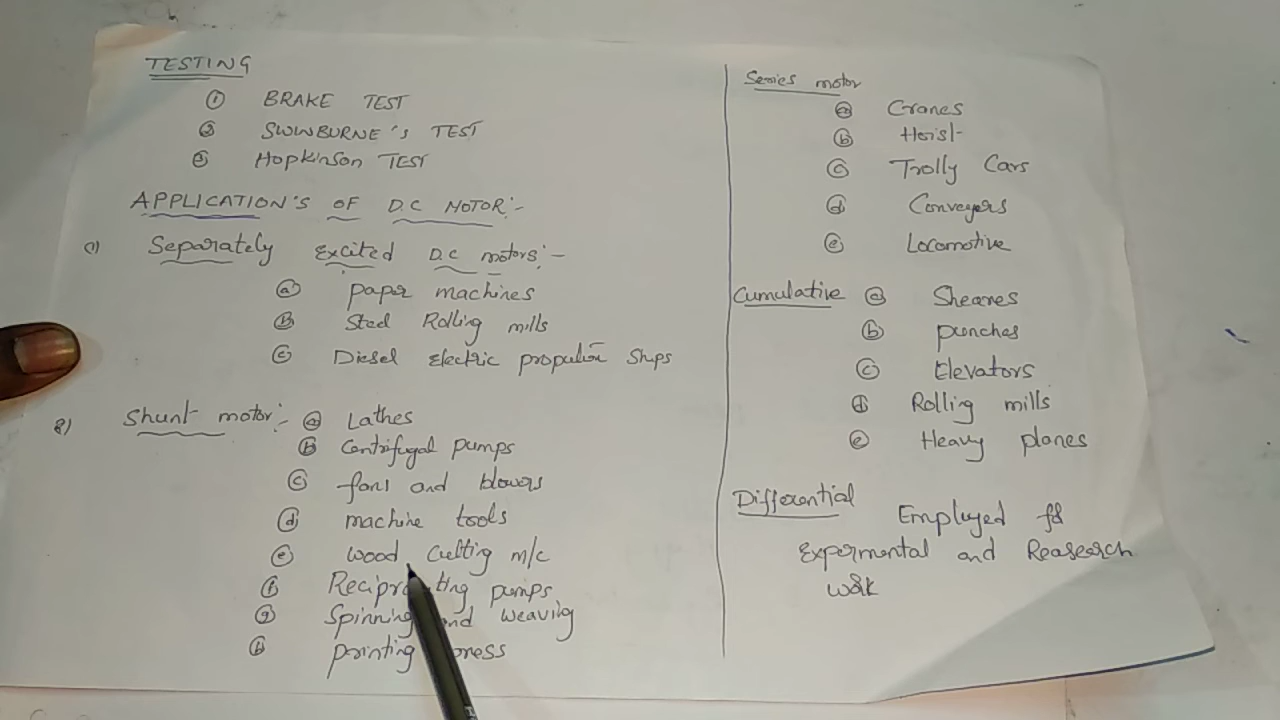 TESTING
① BRAKE TEST
② SWINBURNE'S TEST
③ Hopkinson TEST
APPLICATION'S OF D.C MOTOR:-
1) Separately Excited D.C motors:-
ⓐ paper machines
ⓑ Steel Rolling mills
ⓒ Diesel Electric propulsion Ships
2) Shunt motor:- ⓐ Lathes
ⓑ Centrifugal pumps
ⓒ fans and blowers
ⓓ machine tools
ⓔ wood cutting m/c
ⓕ pumps
ⓖ Spinning and weaving
ⓗ printing press
Series motor
ⓐ Cranes
ⓑ Hoist
ⓒ Trolly Cars
ⓓ Conveyers
ⓔ Locomotive
Cumulative ⓐ Sheares
ⓑ punches
ⓒ Elevators
ⓓ Rolling mills
ⓔ Heavy planes
Differential Employed for
Expermental and Reasearch
work